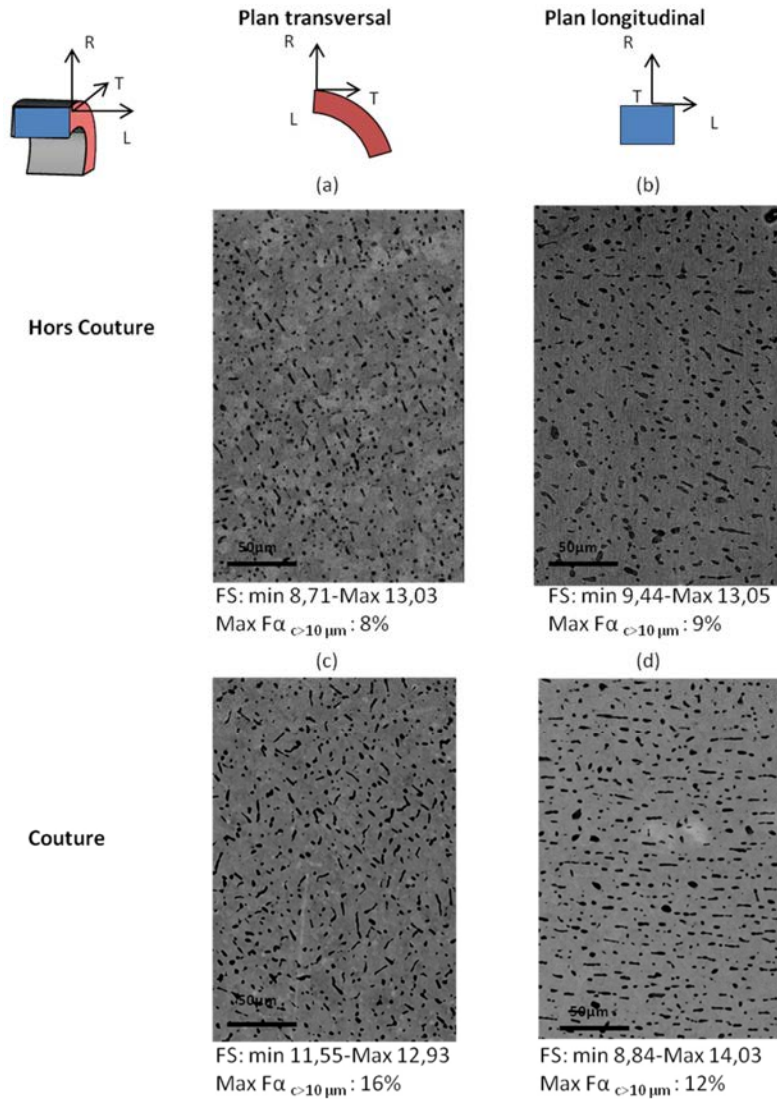 Plan transversal
Plan longitudinal
R
T
L
R
T
L
R
T
L
(a)
(b)
Hors Couture
50µm
50µm
FS: min 8,71-Max 13,03
Max Fα c>10 µm : 8%
FS: min 9,44-Max 13,05
Max Fα c>10 µm : 9%
(c)
(d)
Couture
50µm
50µm
FS: min 11,55-Max 12,93
Max Fα c>10 µm : 16%
FS: min 8,84-Max 14,03
Max Fα c>10 µm : 12%